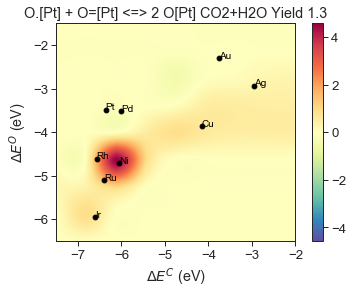 O.[Pt] + O=[Pt] <=> 2 O[Pt] CO2+H2O Yield 1.3
ΔE^O (eV)
−2
−3
−4
−5
−6
Au
Ag
Pt
Pd
Cu
Rh
Ni
Ru
Ir
−7
−6
−5
−4
−3
−2
ΔE^C (eV)
4
2
0
−2
−4